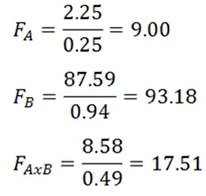 F_A = 2.25/0.25 = 9.00
F_B = 87.59/0.94 = 93.18
F_AxB = 8.58/0.49 = 17.51